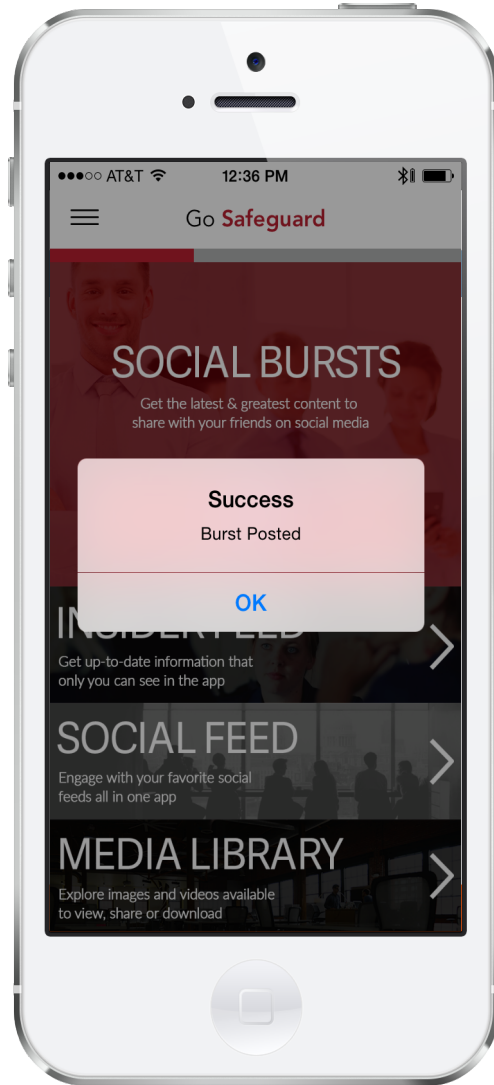 AT&T 12:36 PM
Go Safeguard
SOCIAL BURSTS
Get the latest & greatest content to
share with your friends on social media
Success
Burst Posted
OK
INSIDER FEED
Get up-to-date information that
only you can see in the app
SOCIAL FEED
Engage with your favorite social
feeds all in one app
MEDIA LIBRARY
Explore images and videos available
to view, share or download